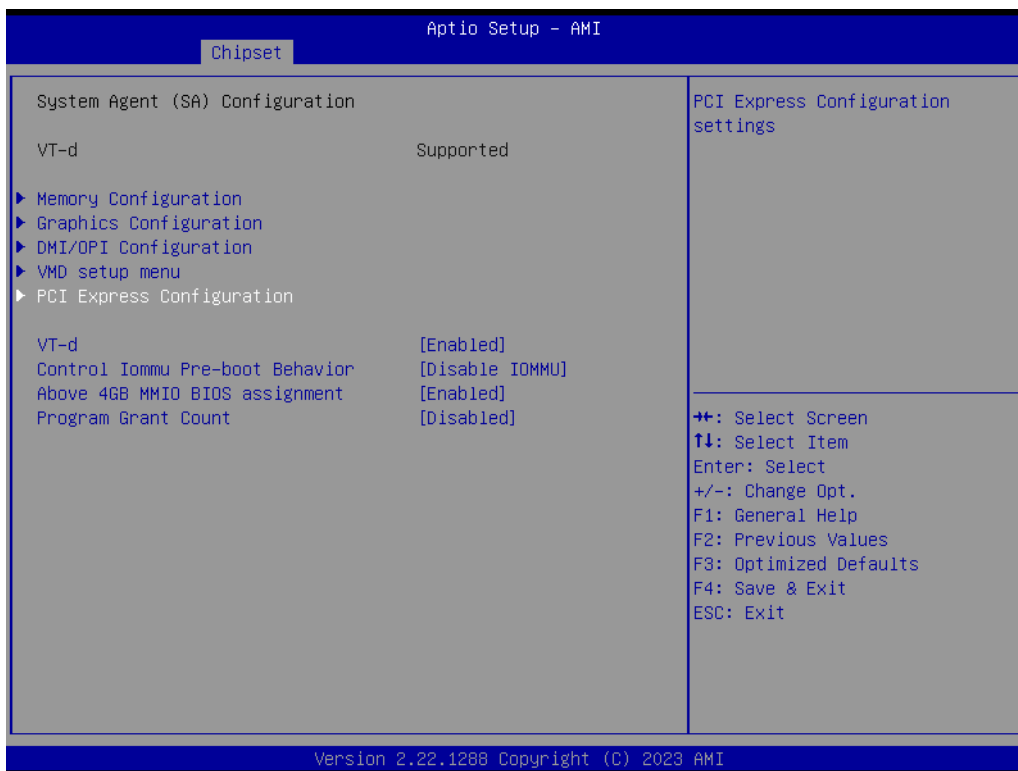 Aptio Setup – AMI
Chipset
System Agent (SA) Configuration
VT-d Supported
▶ Memory Configuration
▶ Graphics Configuration
▶ DMI/OPI Configuration
▶ VMD setup menu
▶ PCI Express Configuration
VT-d [Enabled]
Control Iommu Pre-boot Behavior [Disable IOMMU]
Above 4GB MMIO BIOS assignment [Enabled]
Program Grant Count [Disabled]
PCI Express Configuration
settings
→←: Select Screen
↑↓: Select Item
Enter: Select
+/-: Change Opt.
F1: General Help
F2: Previous Values
F3: Optimized Defaults
F4: Save & Exit
ESC: Exit
Version 2.22.1288 Copyright (C) 2023 AMI